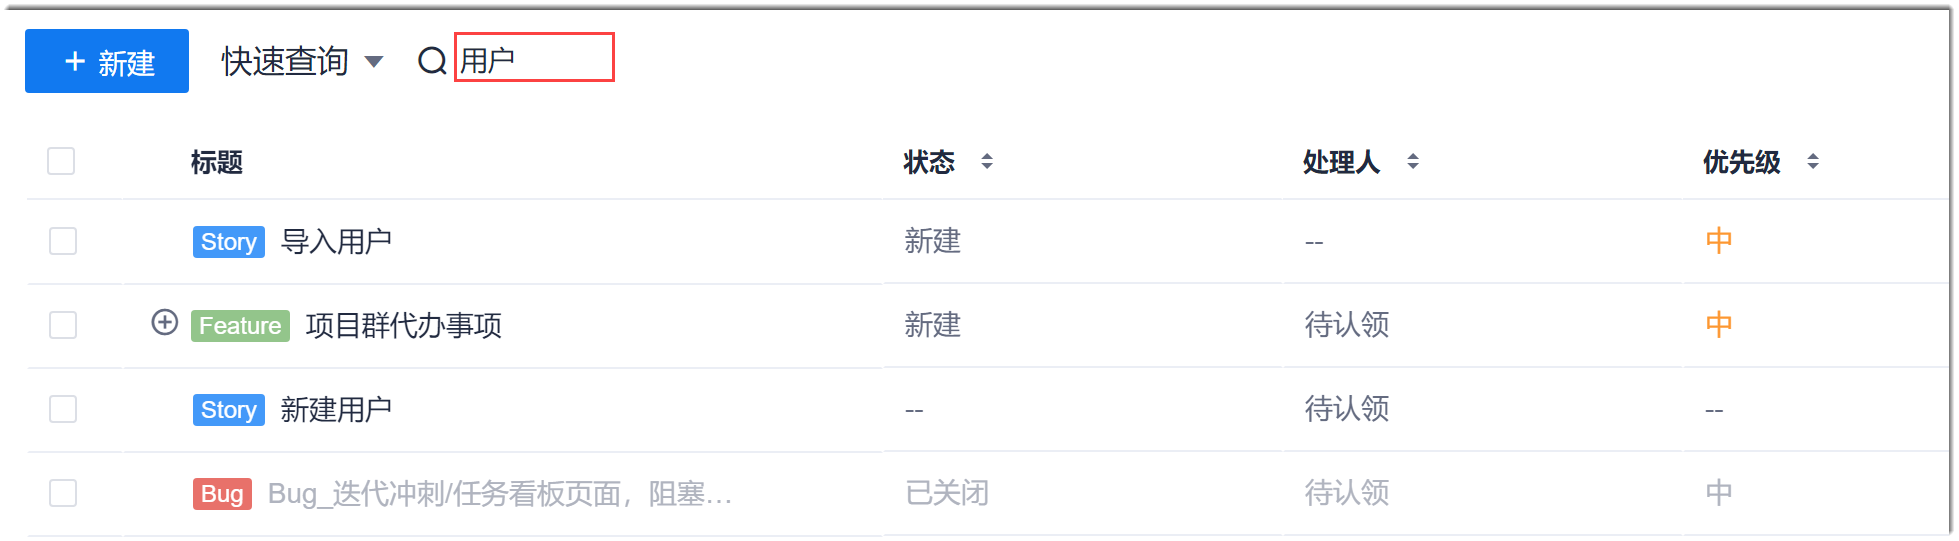 + 新建 快速查询 用户
标题 状态 处理人 优先级
Story 导入用户 新建 -- 中
Feature 项目群代办事项 新建 待认领 中
Story 新建用户 -- 待认领 --
Bug Bug_迭代冲刺/任务看板页面，阻塞... 已关闭 待认领 中